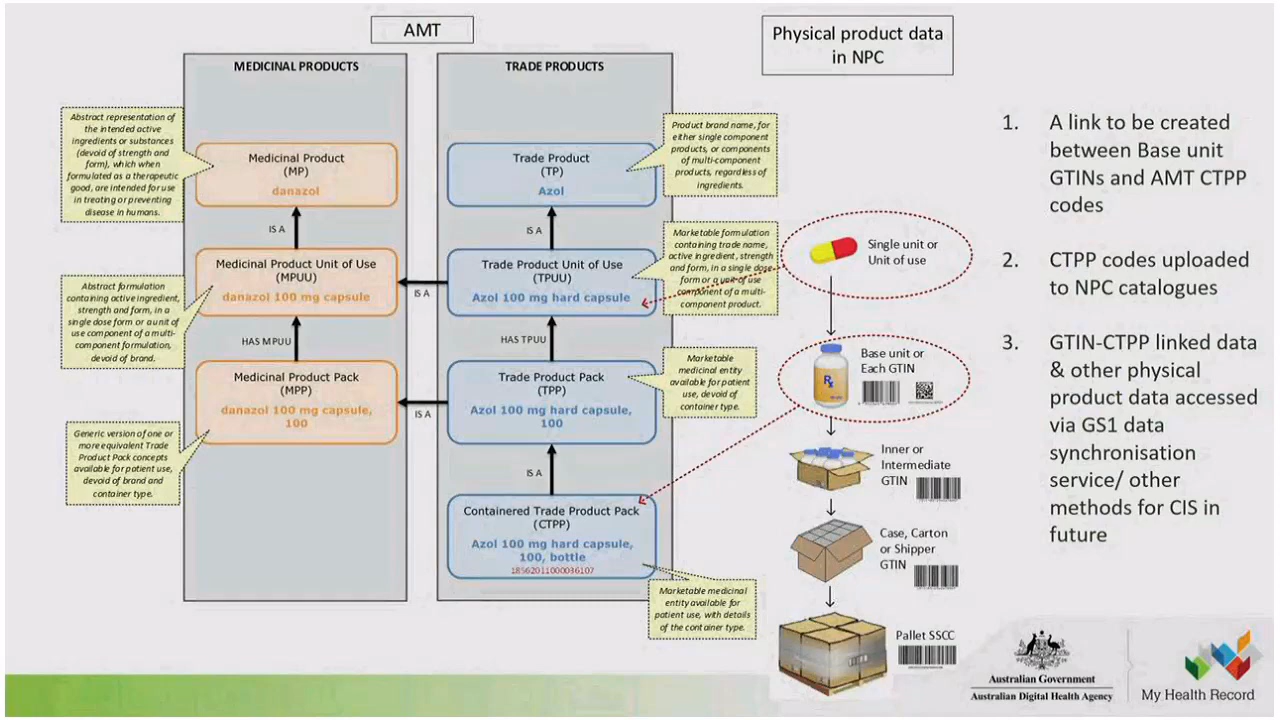 AMT
Physical product data
in NPC
MEDICINAL PRODUCTS
TRADE PRODUCTS
Abstract representation of
the intended active
ingredients or substances
(devoid of strength and
form), which when
formulated as a therapeutic
good, are intended for use
in treating or preventing
disease in humans.
Medicinal Product
(MP)
danazol
Trade Product
(TP)
Azol
Product brand name, for
either single component
products, or components
of multi-component
products, regardless of
ingredients.
IS A
IS A
Abstract formulation
containing active ingredient,
strength and form, in a
single dose form or a unit of
use component of a multi-
component formulation,
devoid of brand.
Medicinal Product Unit of Use
(MPUU)
danazol 100 mg capsule
IS A
Trade Product Unit of Use
(TPUU)
Azol 100 mg hard capsule
Marketable formulation
containing trade name,
active ingredient, strength
and form, in a single dose
form or a unit of use
component of a multi-
component product.
HAS MPUU
HAS TPUU
Medicinal Product Pack
(MPP)
danazol 100 mg capsule,
100
IS A
Trade Product Pack
(TPP)
Azol 100 mg hard capsule,
100
Marketable
medicinal entity
available for patient
use, devoid of
container type.
Generic version of one or
more equivalent Trade
Product Pack concepts
available for patient use,
devoid of brand and
container type.
IS A
Containered Trade Product Pack
(CTPP)
Azol 100 mg hard capsule,
100, bottle
18562011000036107
Marketable medicinal
entity available for
patient use, with details
of the container type.
Single unit or
Unit of use
Base unit or
Each GTIN
Rx
Inner or
Intermediate
GTIN
Case, Carton
or Shipper
GTIN
Pallet SSCC
1. A link to be created
between Base unit
GTINs and AMT CTPP
codes
2. CTPP codes uploaded
to NPC catalogues
3. GTIN-CTPP linked data
& other physical
product data accessed
via GS1 data
synchronisation
service/ other
methods for CIS in
future
Australian Government
Australian Digital Health Agency
My Health Record